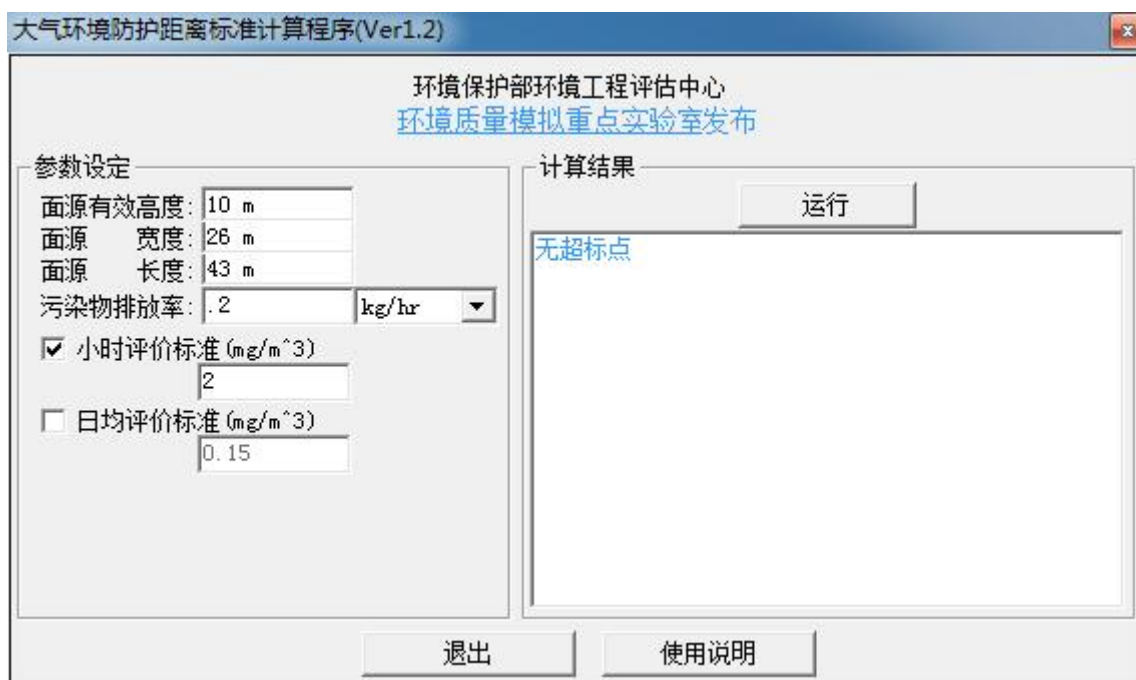 大气环境防护距离标准计算程序(Ver1.2)
环境保护部环境工程评估中心
环境质量模拟重点实验室发布
参数设定
面源有效高度: 10 m
面源 宽度: 26 m
面源 长度: 43 m
污染物排放率: .2 kg/hr
小时评价标准(mg/m^3)
2
日均评价标准(mg/m^3)
0.15
计算结果
运行
无超标点
退出
使用说明